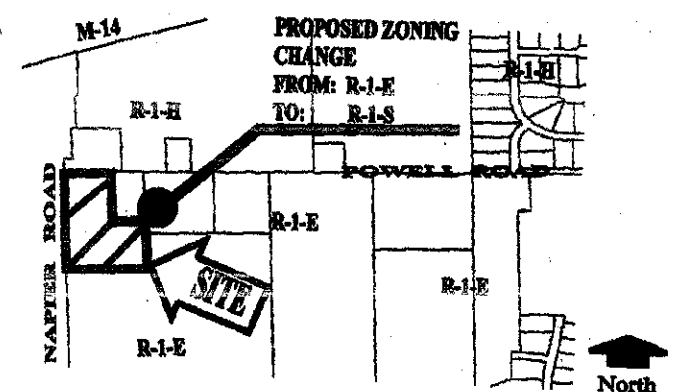 M-14
PROPOSED ZONING
CHANGE
FROM: R-1-E
TO: R-1-S
R-1-H
R-1-H
POWELL ROAD
NAPIER ROAD
R-1-E
SITE
R-1-E
R-1-E
North